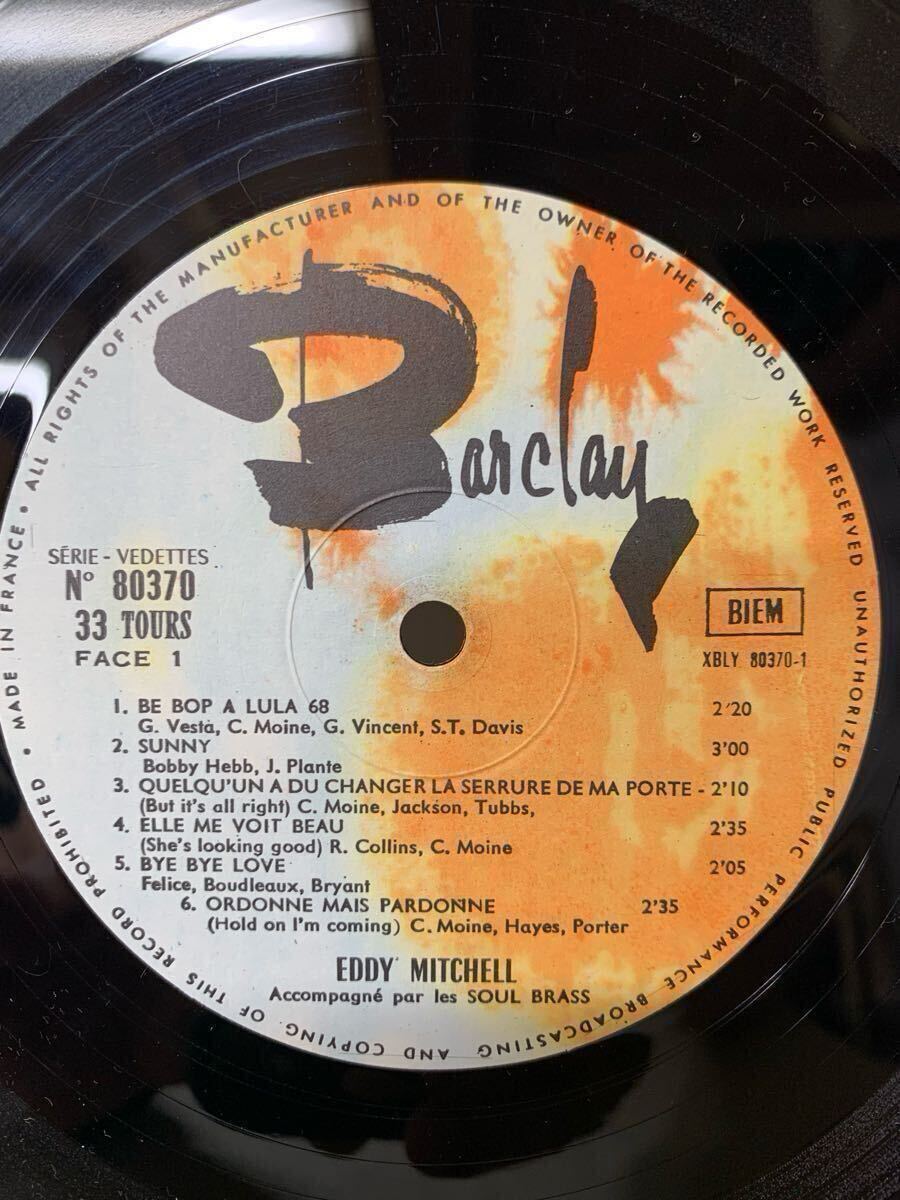 MADE IN FRANCE • ALL RIGHTS OF THE MANUFACTURER AND OF THE OWNER OF THE RECORDED WORK RESERVED UNAUTHORIZED PUBLIC PERFORMANCE BROADCASTING AND COPYING OF THIS RECORD PROHIBITED •
Barclay
SÉRIE - VEDETTES
N° 80370
33 TOURS
FACE 1
BIEM
XBLY 80370-1
1. BE BOP A LULA 68 2'20
G. Vesta, C. Moine, G. Vincent, S.T. Davis
2. SUNNY 3'00
Bobby Hebb, J. Plante
3. QUELQU'UN A DU CHANGER LA SERRURE DE MA PORTE - 2'10
(But it's all right) C. Moine, Jackson, Tubbs,
4. ELLE ME VOIT BEAU 2'35
(She's looking good) R. Collins, C. Moine
5. BYE BYE LOVE 2'05
Felice, Boudleaux, Bryant
6. ORDONNE MAIS PARDONNE 2'35
(Hold on I'm coming) C. Moine, Hayes, Porter
EDDY MITCHELL
Accompagné par les SOUL BRASS